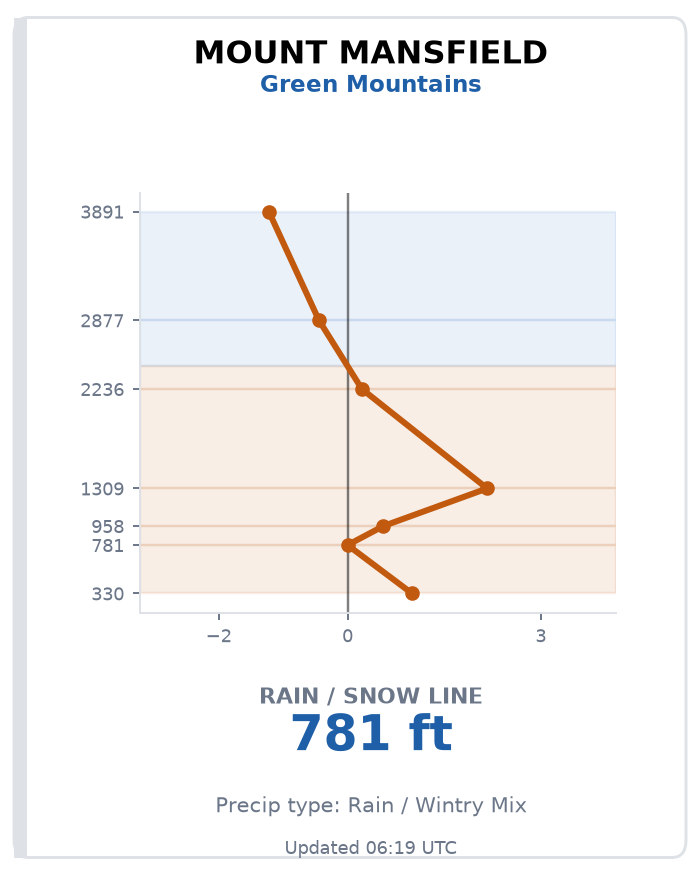 MOUNT MANSFIELD
Green Mountains
3891
2877
2236
1309
958
781
330
−2 0 3
RAIN / SNOW LINE
781 ft
Precip type: Rain / Wintry Mix
Updated 06:19 UTC